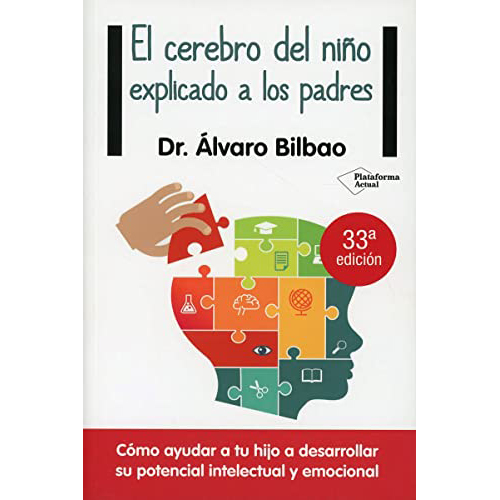 El cerebro del niño
explicado a los padres
Dr. Álvaro Bilbao
Plataforma
Actual
33ª
edición
Cómo ayudar a tu hijo a desarrollar
su potencial intelectual y emocional